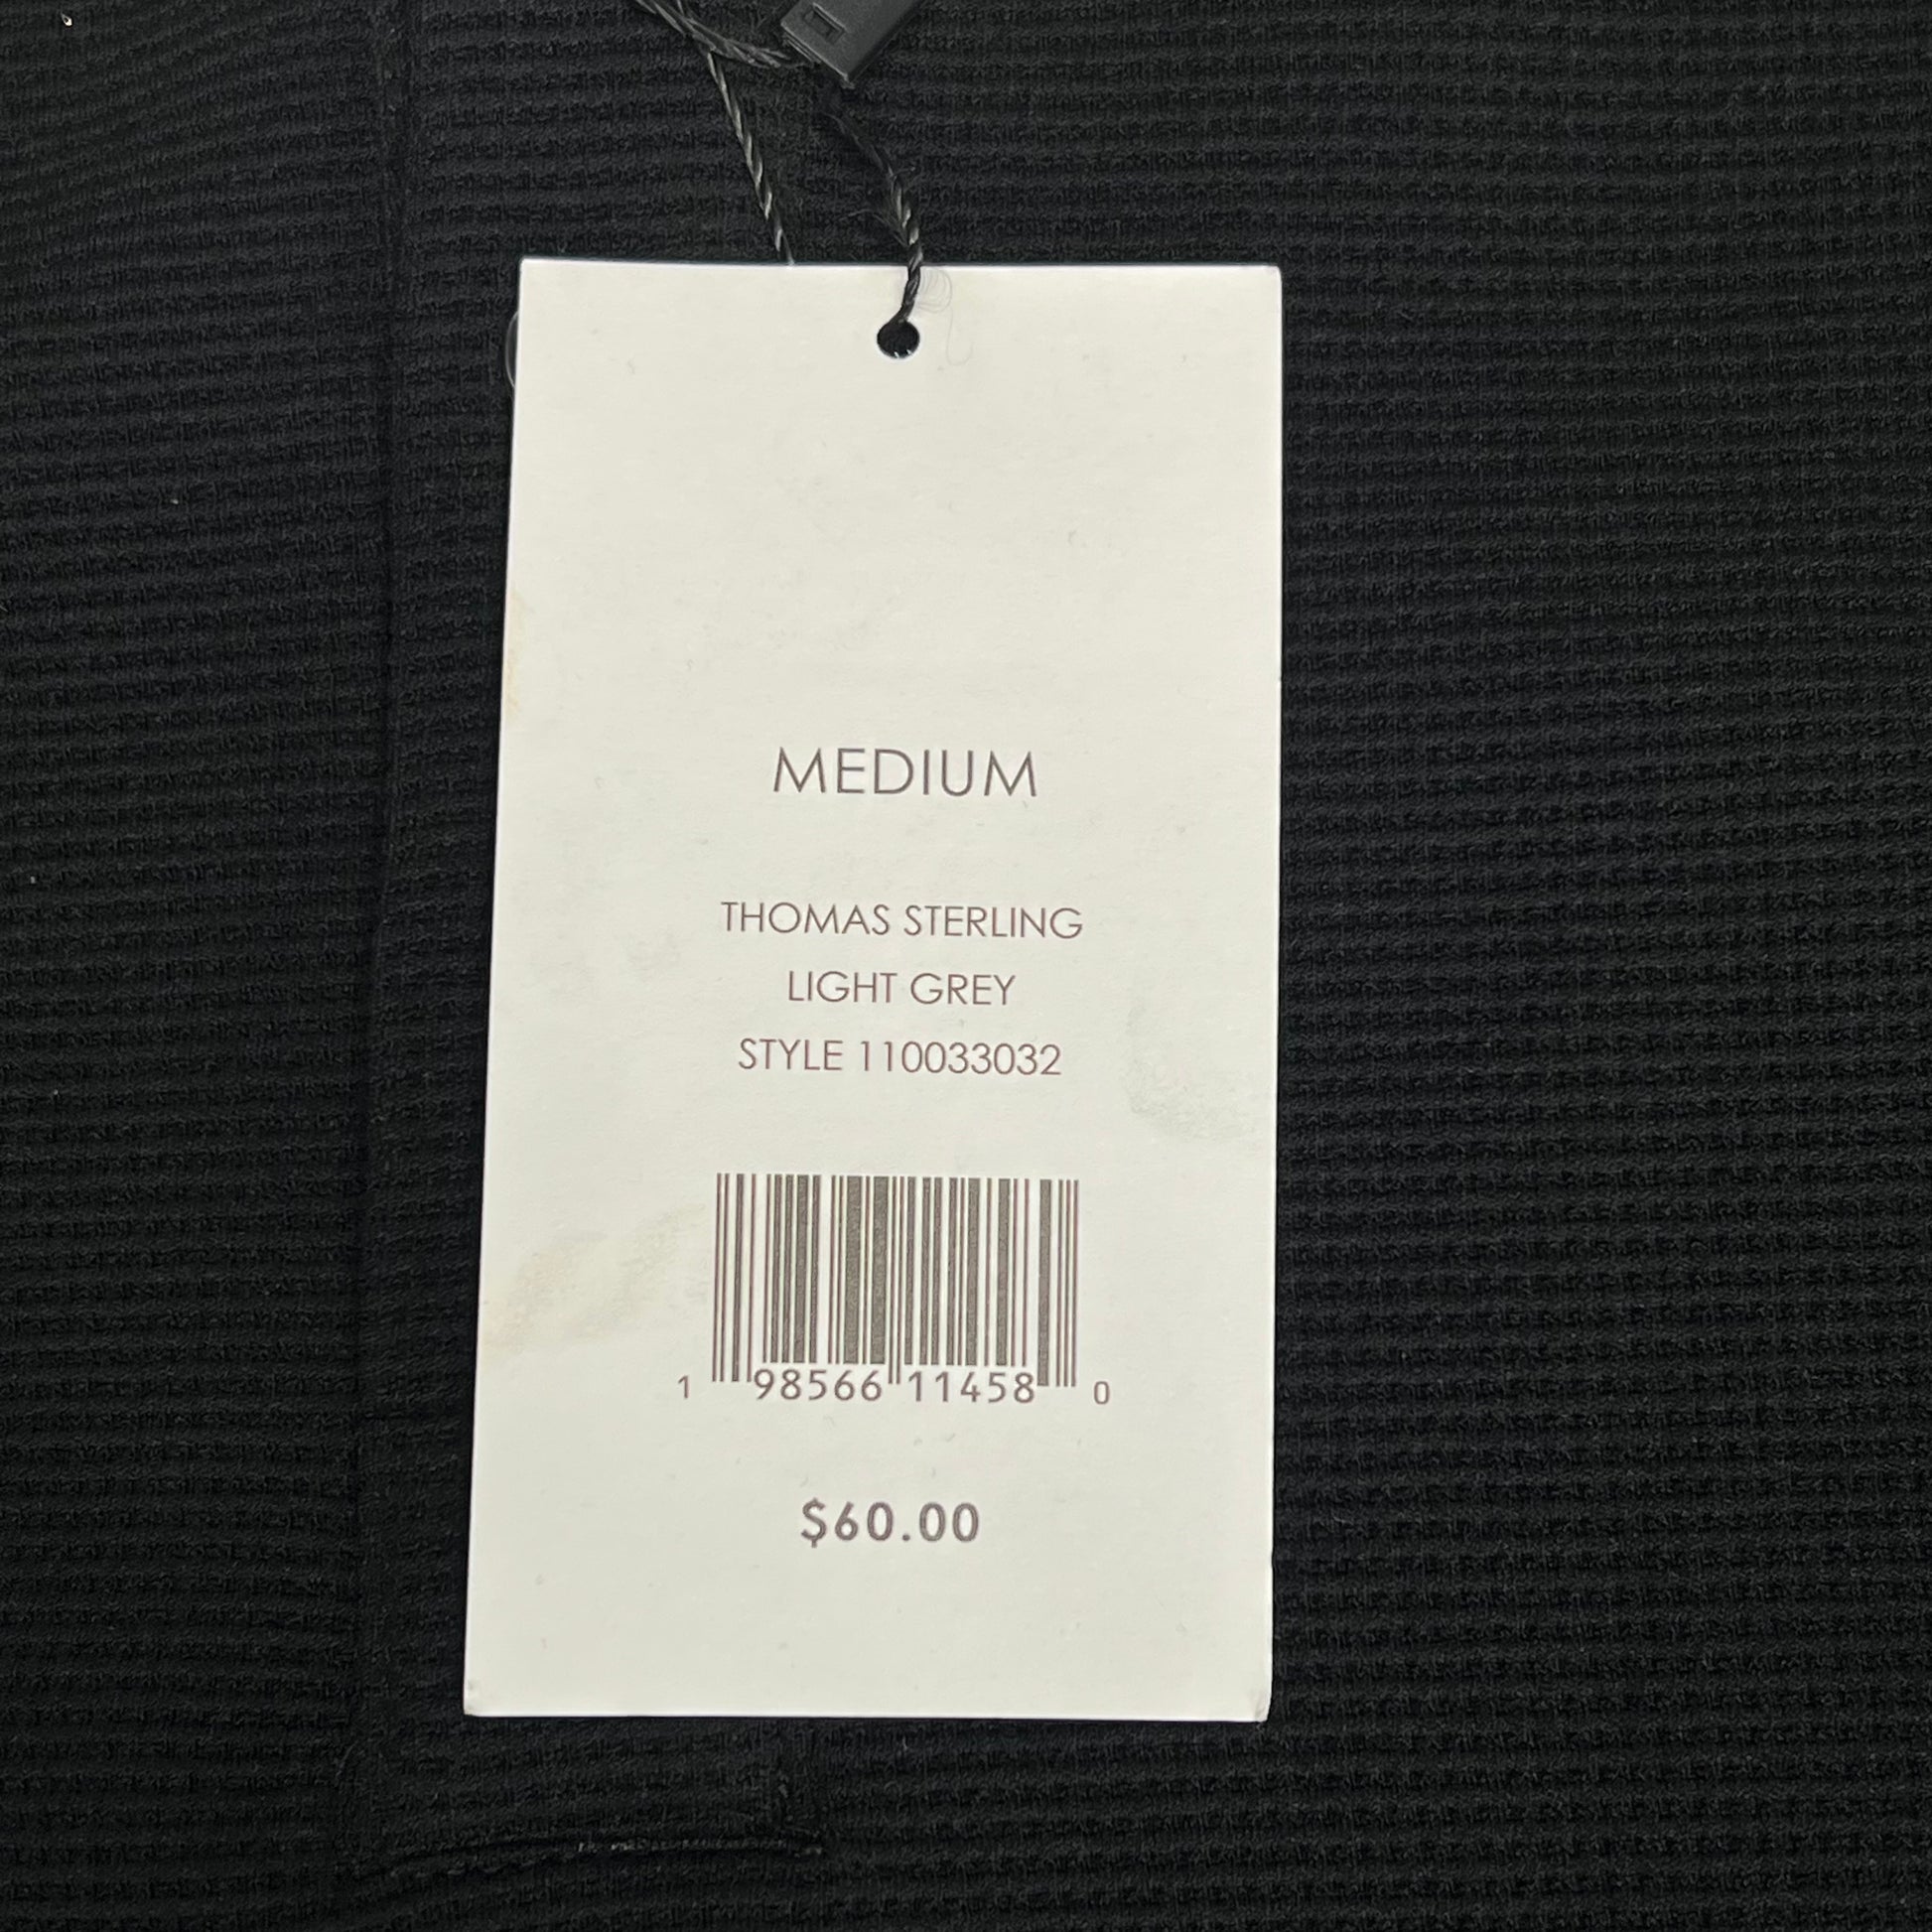 MEDIUM
THOMAS STERLING
LIGHT GREY
STYLE 110033032
1 98566 11458 0
$60.00